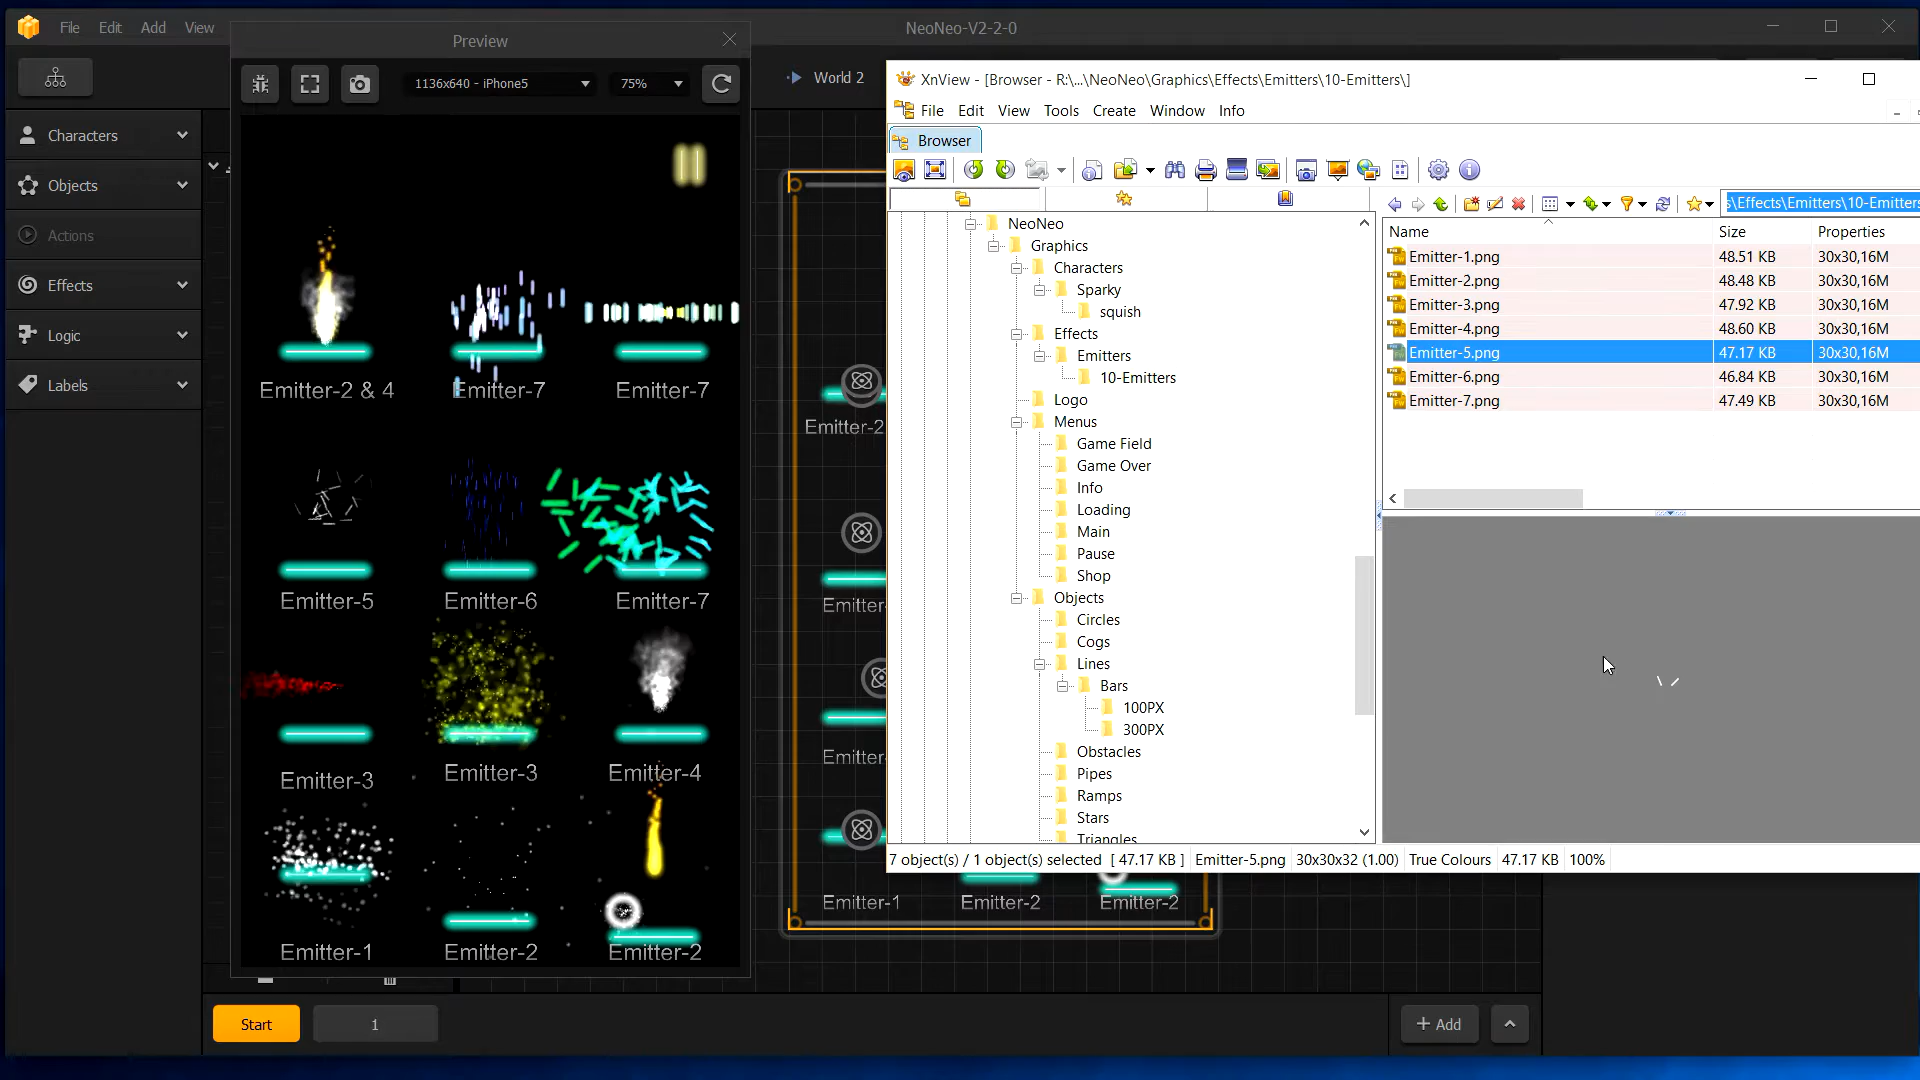 File Edit Add View
NeoNeo-V2-2-0
Preview
1136x640 - iPhone5 75%
World 2
Characters
Objects
Actions
Effects
Logic
Labels
Emitter-2 & 4 Emitter-7 Emitter-7
Emitter-5 Emitter-6 Emitter-7
Emitter-3 Emitter-3 Emitter-4
Emitter-1 Emitter-2 Emitter-2
Emitter-2
Emitter-
Emitter-
Emitter-1 Emitter-2 Emitter-2
Start 1
+ Add
XnView - [Browser - R:\...\NeoNeo\Graphics\Effects\Emitters\10-Emitters\]
File Edit View Tools Create Window Info
Browser
s\Effects\Emitters\10-Emitters
NeoNeo
Graphics
Characters
Sparky
squish
Effects
Emitters
10-Emitters
Logo
Menus
Game Field
Game Over
Info
Loading
Main
Pause
Shop
Objects
Circles
Cogs
Lines
Bars
100PX
300PX
Obstacles
Pipes
Ramps
Stars
Triangles
Name Size Properties
Emitter-1.png 48.51 KB 30x30,16M
Emitter-2.png 48.48 KB 30x30,16M
Emitter-3.png 47.92 KB 30x30,16M
Emitter-4.png 48.60 KB 30x30,16M
Emitter-5.png 47.17 KB 30x30,16M
Emitter-6.png 46.84 KB 30x30,16M
Emitter-7.png 47.49 KB 30x30,16M
7 object(s) / 1 object(s) selected [ 47.17 KB ] Emitter-5.png 30x30x32 (1.00) True Colours 47.17 KB 100%